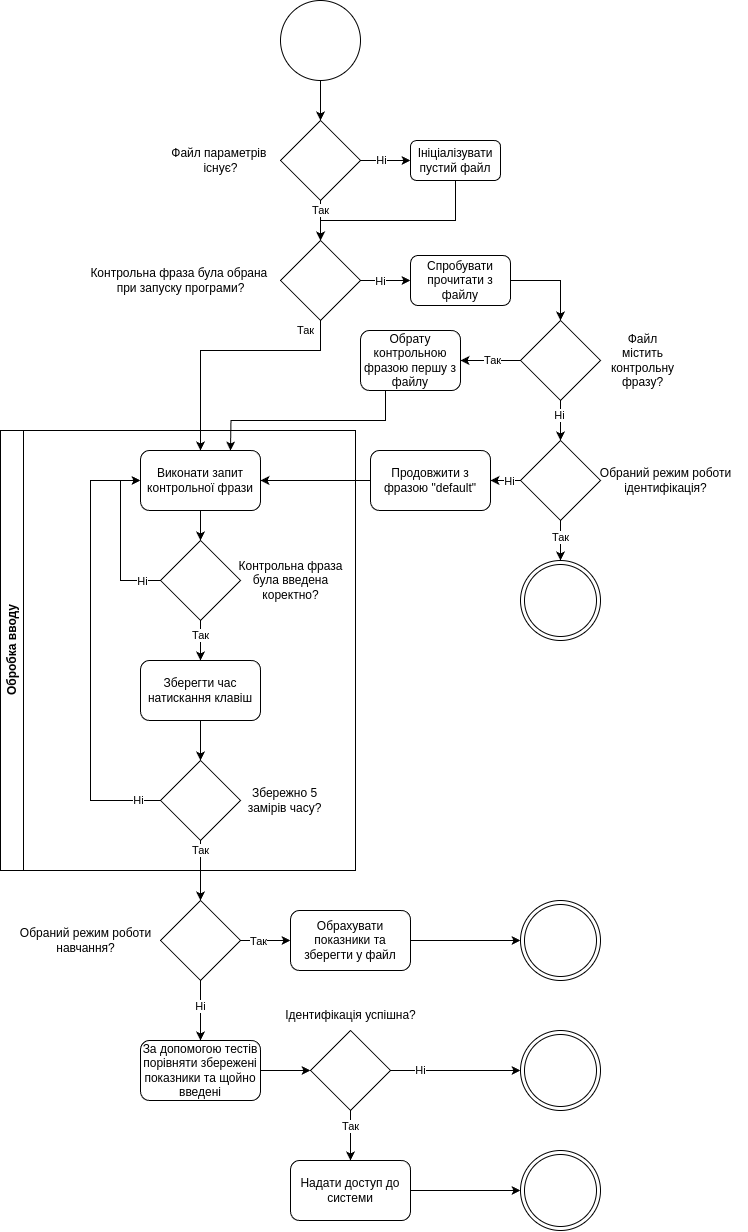 Файл параметрів
існує?
Ні
Ініціалізувати
пустий файл
Так
Контрольна фраза була обрана
при запуску програми?
Ні
Спробувати
прочитати з
файлу
Так
Обрату
контрольною
фразою першу з
файлу
Так
Файл
містить
контрольну
фразу?
Ні
Виконати запит
контрольної фрази
Продовжити з
фразою "default"
Ні
Обраний режим роботи
ідентифікація?
Так
Контрольна фраза
була введена
коректно?
Ні
Так
Обробка вводу
Зберегти час
натискання клавіш
Ні
Збережно 5
замірів часу?
Так
Обраний режим роботи
навчання?
Так
Обрахувати
показники та
зберегти у файл
Ні
Ідентифікація успішна?
За допомогою тестів
порівняти збережені
показники та щойно
введені
Ні
Так
Надати доступ до
системи